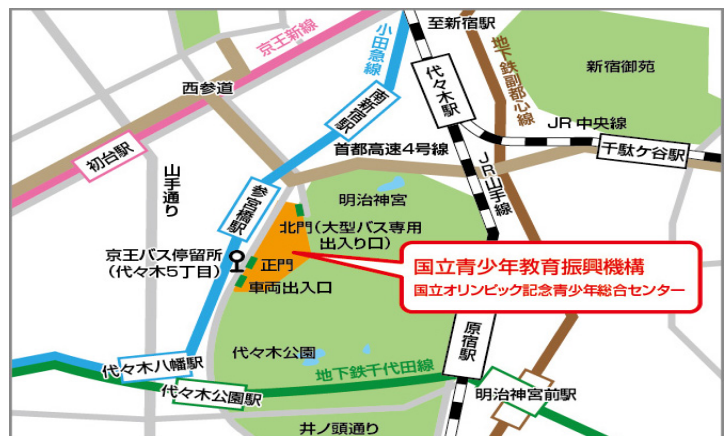 至新宿駅
小田急線
京王新線
地下鉄副都心線
新宿御苑
代々木駅
西参道
南新宿駅
JR中央線
千駄ケ谷駅
首都高速4号線
初台駅
山手通り
JR山手線
参宮橋駅
明治神宮
北門(大型バス専用
出入り口)
京王バス停留所
(代々木5丁目)
正門
車両出入口
国立青少年教育振興機構
国立オリンピック記念青少年総合センター
原宿駅
代々木公園
代々木八幡駅
地下鉄千代田線
代々木公園駅
明治神宮前駅
井ノ頭通り